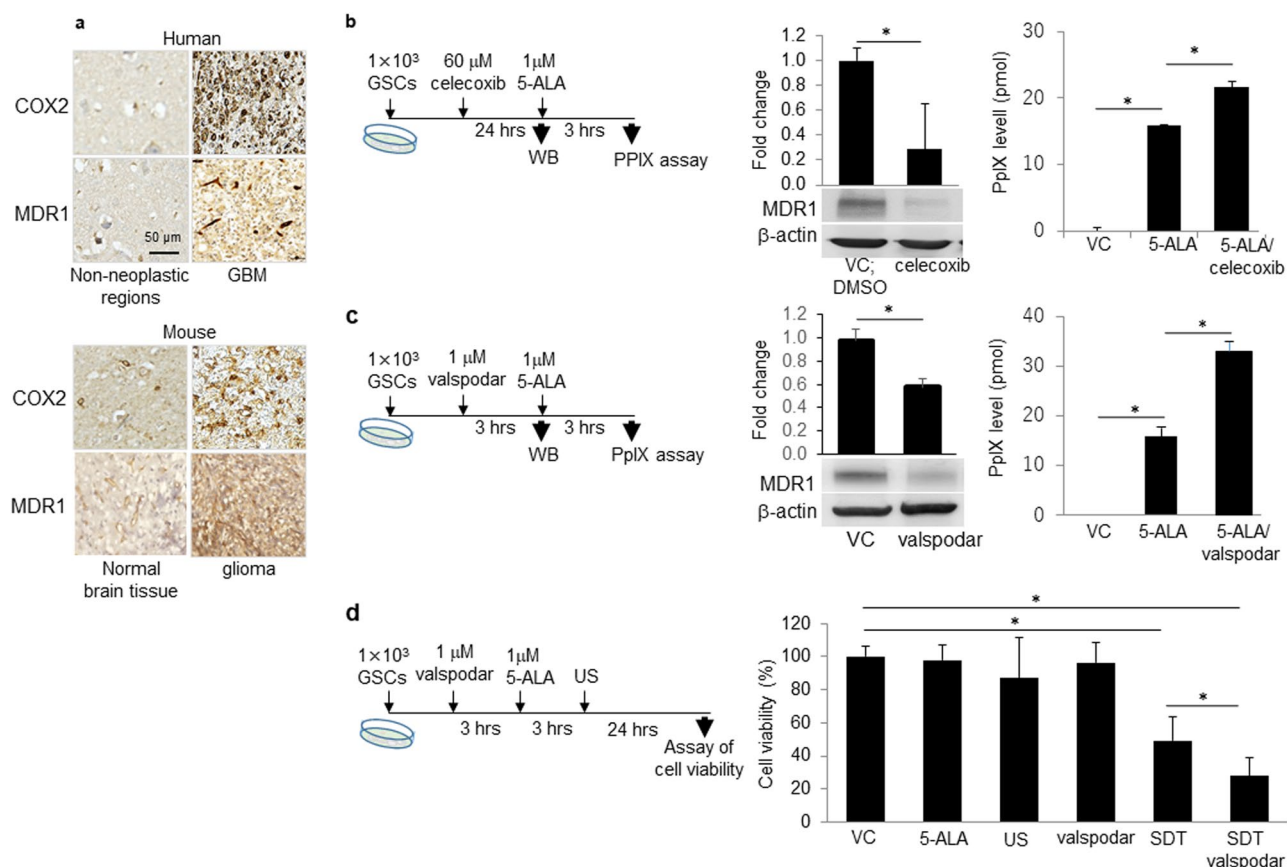 a
Human
COX2
MDR1
50 µm
Non-neoplastic
regions
GBM
Mouse
COX2
MDR1
Normal
brain tissue
glioma
b
1×10³
GSCs
60 µM
celecoxib
1µM
5-ALA
24 hrs
3 hrs
WB
PPIX assay
Fold change
1.2
1.0
0.8
0.6
0.4
0.2
0.0
*
MDR1
β-actin
VC;
DMSO
celecoxib
PpIX levell (pmol)
30
20
10
0
*
*
VC
5-ALA
5-ALA/
celecoxib
c
1×10³
GSCs
1 µM
valspodar
1µM
5-ALA
3 hrs
3 hrs
WB
PpIX assay
Fold change
1.2
1.0
0.8
0.6
0.4
0.2
0.0
*
MDR1
β-actin
VC
valspodar
PpIX level (pmol)
40
30
20
10
0
*
*
VC
5-ALA
5-ALA/
valspodar
d
1×10³
GSCs
1 µM
valspodar
1µM
5-ALA
US
3 hrs
3 hrs
24 hrs
Assay of
cell viability
Cell viability (%)
120
100
80
60
40
20
0
*
*
*
VC
5-ALA
US
valspodar
SDT
SDT
valspodar